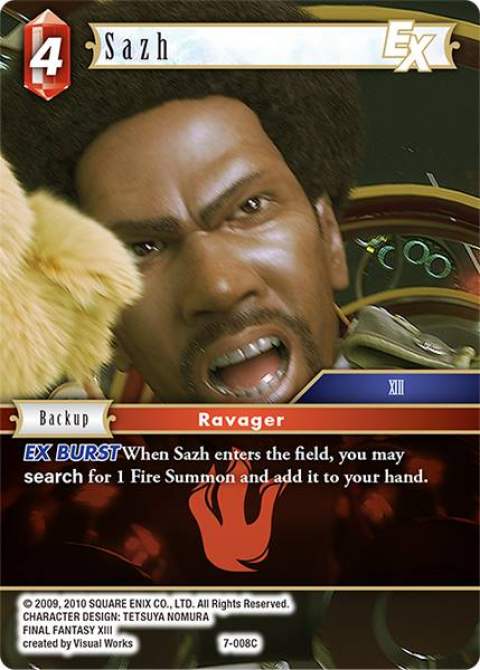 4
Sazh
EX
XIII
Backup
Ravager
EX BURST When Sazh enters the field, you may
search for 1 Fire Summon and add it to your hand.
© 2009, 2010 SQUARE ENIX CO., LTD. All Rights Reserved.
CHARACTER DESIGN: TETSUYA NOMURA
FINAL FANTASY XIII
created by Visual Works
7-008C